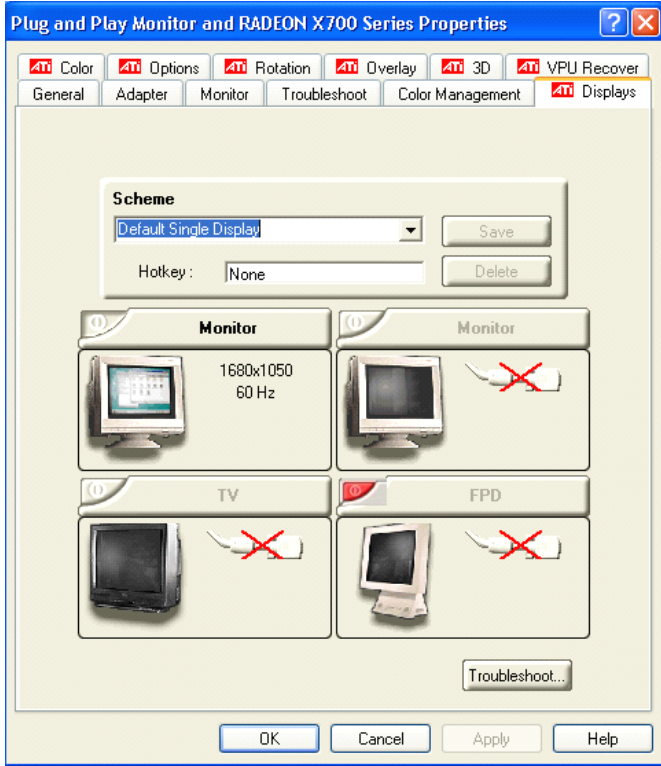 Plug and Play Monitor and RADEON X700 Series Properties
ATI Color ATI Options ATI Rotation ATI Overlay ATI 3D ATI VPU Recover
General Adapter Monitor Troubleshoot Color Management ATI Displays
Scheme
Default Single Display Save
Hotkey : None Delete
Monitor Monitor
1680x1050
60 Hz
TV FPD
Troubleshoot...
OK Cancel Apply Help